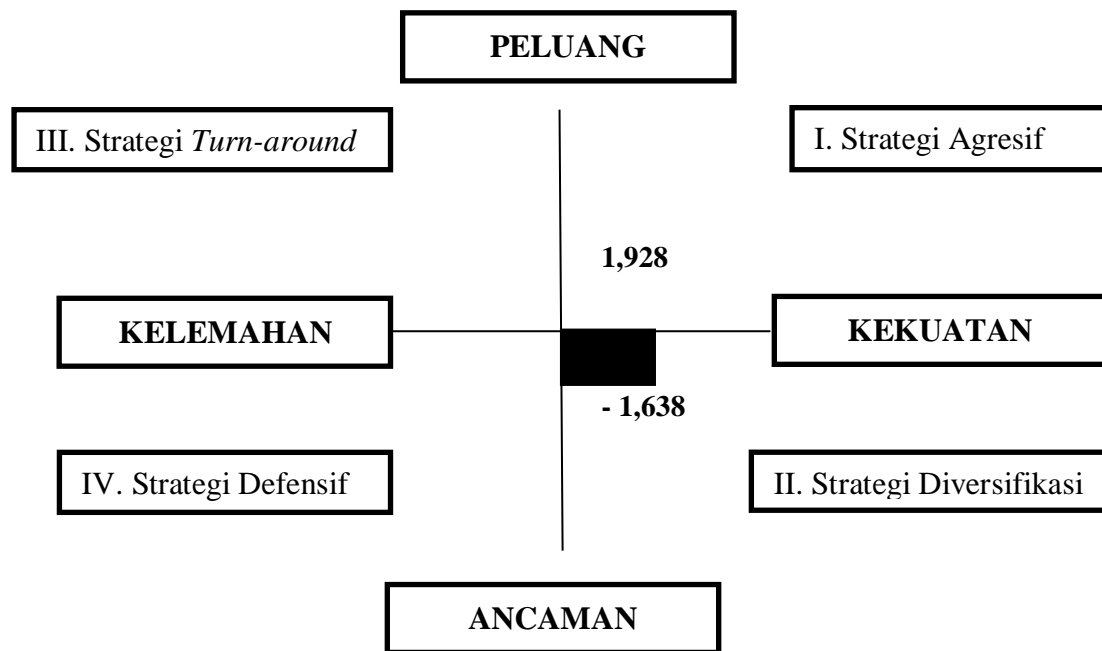 PELUANG
III. Strategi Turn-around
I. Strategi Agresif
1,928
KELEMAHAN
KEKUATAN
- 1,638
IV. Strategi Defensif
II. Strategi Diversifikasi
ANCAMAN